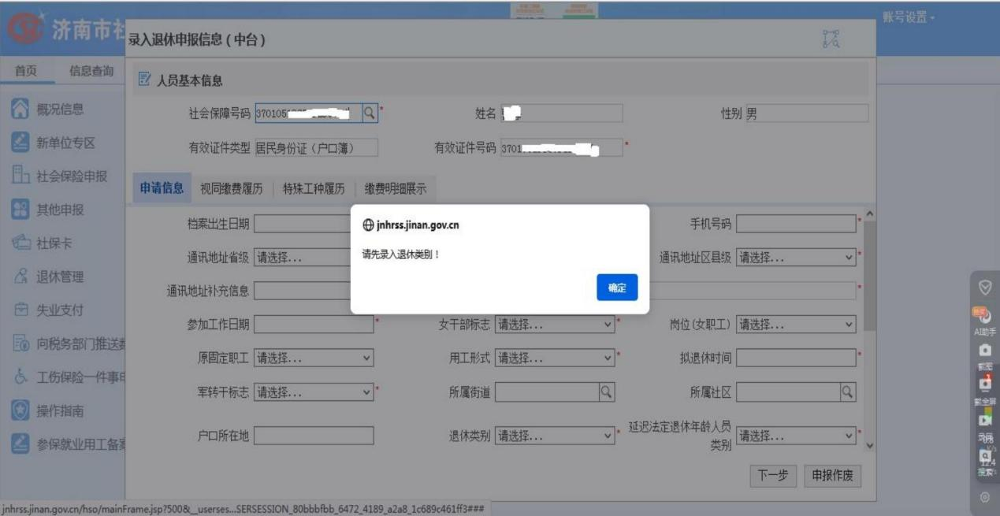 济南市社
账号设置
录入退休申报信息（中台）
首页 信息查询
人员基本信息
概况信息
新单位专区
社会保险申报
其他申报
社保卡
退休管理
失业支付
向税务部门推送数
工伤保险一件事申
操作指南
参保就业用工备案
社会保障号码 370105 * 姓名 性别 男
有效证件类型 居民身份证（户口簿） 有效证件号码 3701 *
申请信息 视同缴费履历 特殊工种履历 缴费明细展示
档案出生日期 手机号码 *
jnhrss.jinan.gov.cn
请先录入退休类别！
确定
通讯地址省级 请选择... 通讯地址区县级 请选择... *
通讯地址补充信息 *
参加工作日期 * 女干部标志 请选择... * 岗位(女职工) 请选择...
原固定职工 请选择... 用工形式 请选择... * 拟退休时间 *
军转干标志 请选择... * 所属街道 所属社区
户口所在地 退休类别 请选择... * 延迟法定退休年龄人员类别 请选择... *
下一步 申报作废
AI助手
截图
截全屏
搜索
jnhrss.jinan.gov.cn/hso/mainFrame.jsp?500&__userses...SERSESSION_80bbbfbb_6472_4189_a2a8_1c689c461ff3###